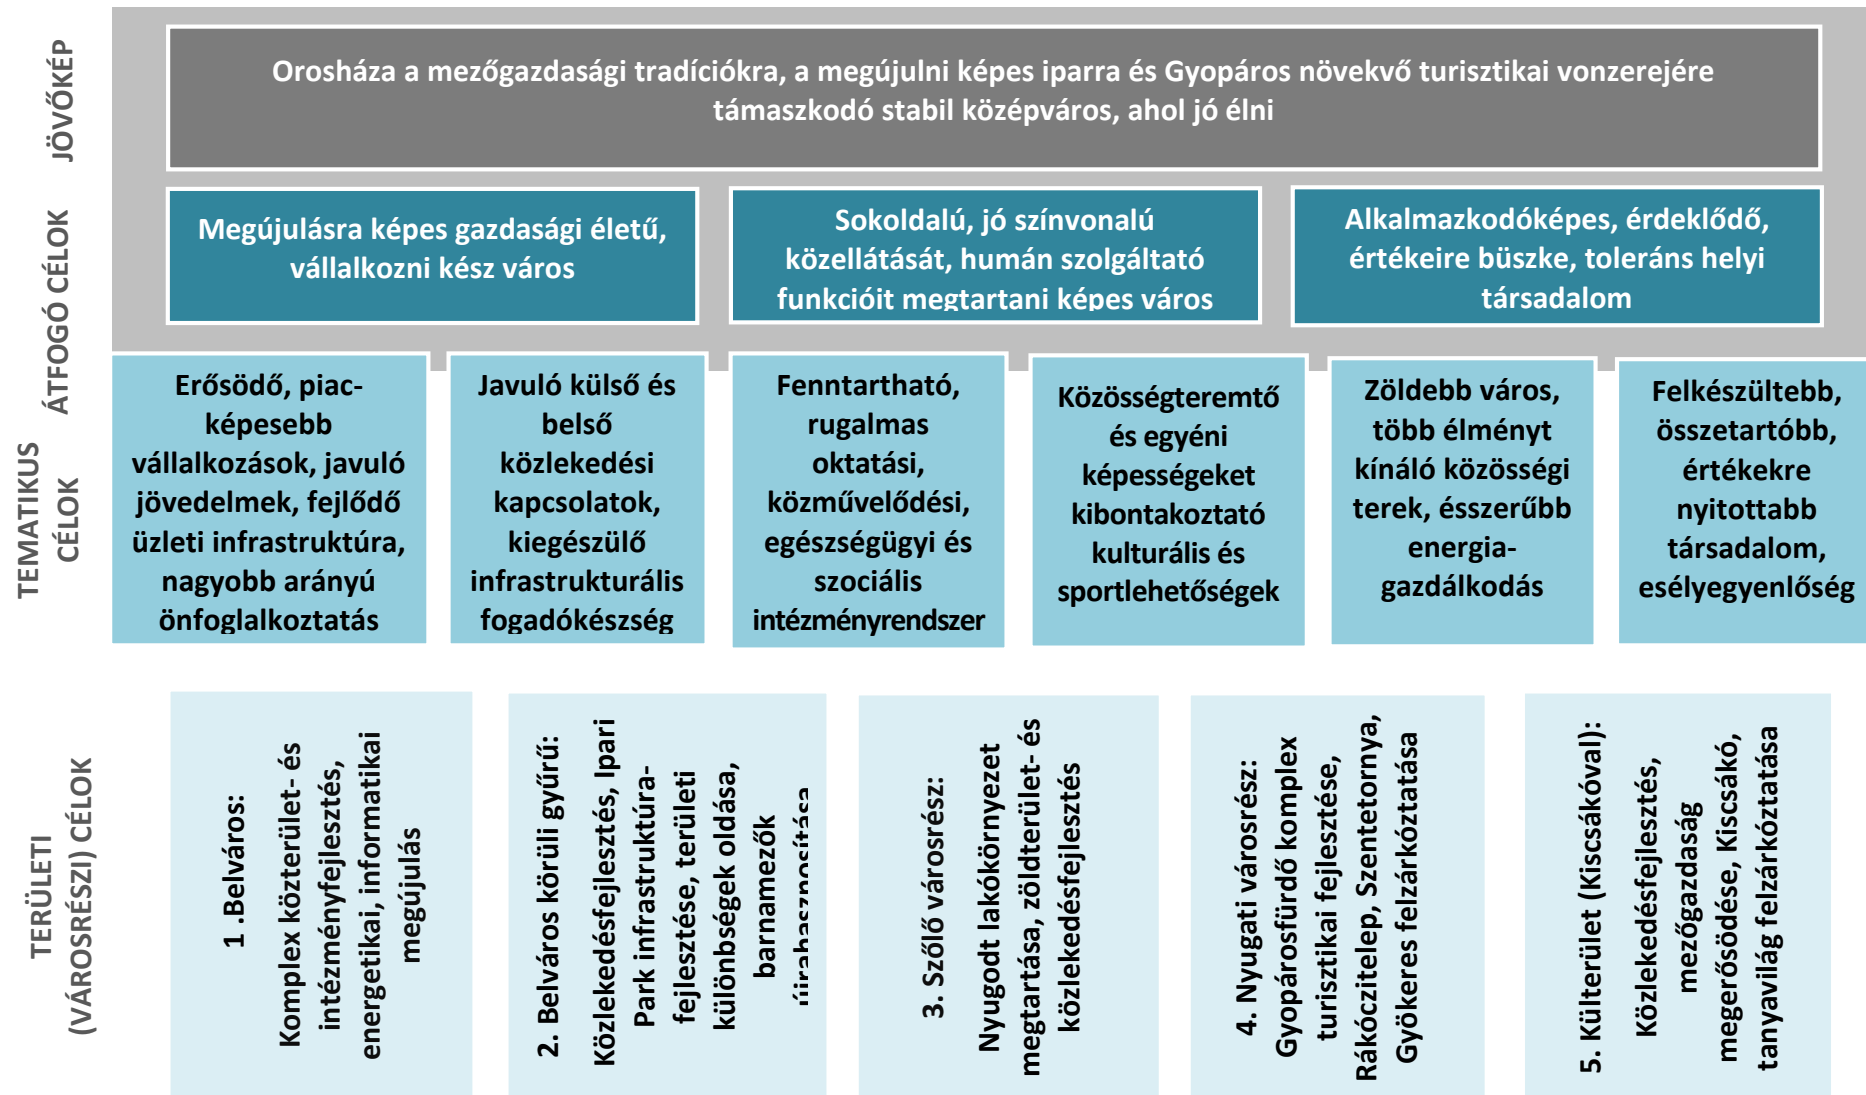 JÖVŐKÉP
Orosháza a mezőgazdasági tradíciókra, a megújulni képes iparra és Gyopáros növekvő turisztikai vonzerejére
támaszkodó stabil középváros, ahol jó élni
ÁTFOGÓ CÉLOK
Megújulásra képes gazdasági életű,
vállalkozni kész város
Sokoldalú, jó színvonalú
közellátását, humán szolgáltató
funkcióit megtartani képes város
Alkalmazkodóképes, érdeklődő,
értékeire büszke, toleráns helyi
társadalom
TEMATIKUS
CÉLOK
Erősödő, piac-
képesebb
vállalkozások, javuló
jövedelmek, fejlődő
üzleti infrastruktúra,
nagyobb arányú
önfoglalkoztatás
Javuló külső és
belső
közlekedési
kapcsolatok,
kiegészülő
infrastrukturális
fogadókészség
Fenntartható,
rugalmas
oktatási,
közművelődési,
egészségügyi és
szociális
intézményrendszer
Közösségteremtő
és egyéni
képességeket
kibontakoztató
kulturális és
sportlehetőségek
Zöldebb város,
több élményt
kínáló közösségi
terek, ésszerűbb
energia-
gazdálkodás
Felkészültebb,
összetartóbb,
értékekre
nyitottabb
társadalom,
esélyegyenlőség
TERÜLETI
(VÁROSRÉSZI) CÉLOK
1 .Belváros:
Komplex közterület- és
intézményfejlesztés,
energetikai, informatikai
megújulás
2. Belváros körüli gyűrű:
Közlekedésfejlesztés, Ipari
Park infrastruktúra-
fejlesztése, területi
különbségek oldása,
barnamezők
újrahasznosítása
3. Szőlő városrész:
Nyugodt lakókörnyezet
megtartása, zöldterület- és
közlekedésfejlesztés
4. Nyugati városrész:
Gyopárosfürdő komplex
turisztikai fejlesztése,
Rákóczitelep, Szentetornya,
Gyökeres felzárkóztatása
5. Külterület (Kiscsákóval):
Közlekedésfejlesztés,
mezőgazdaság
megerősödése, Kiscsákó,
tanyavilág felzárkóztatása